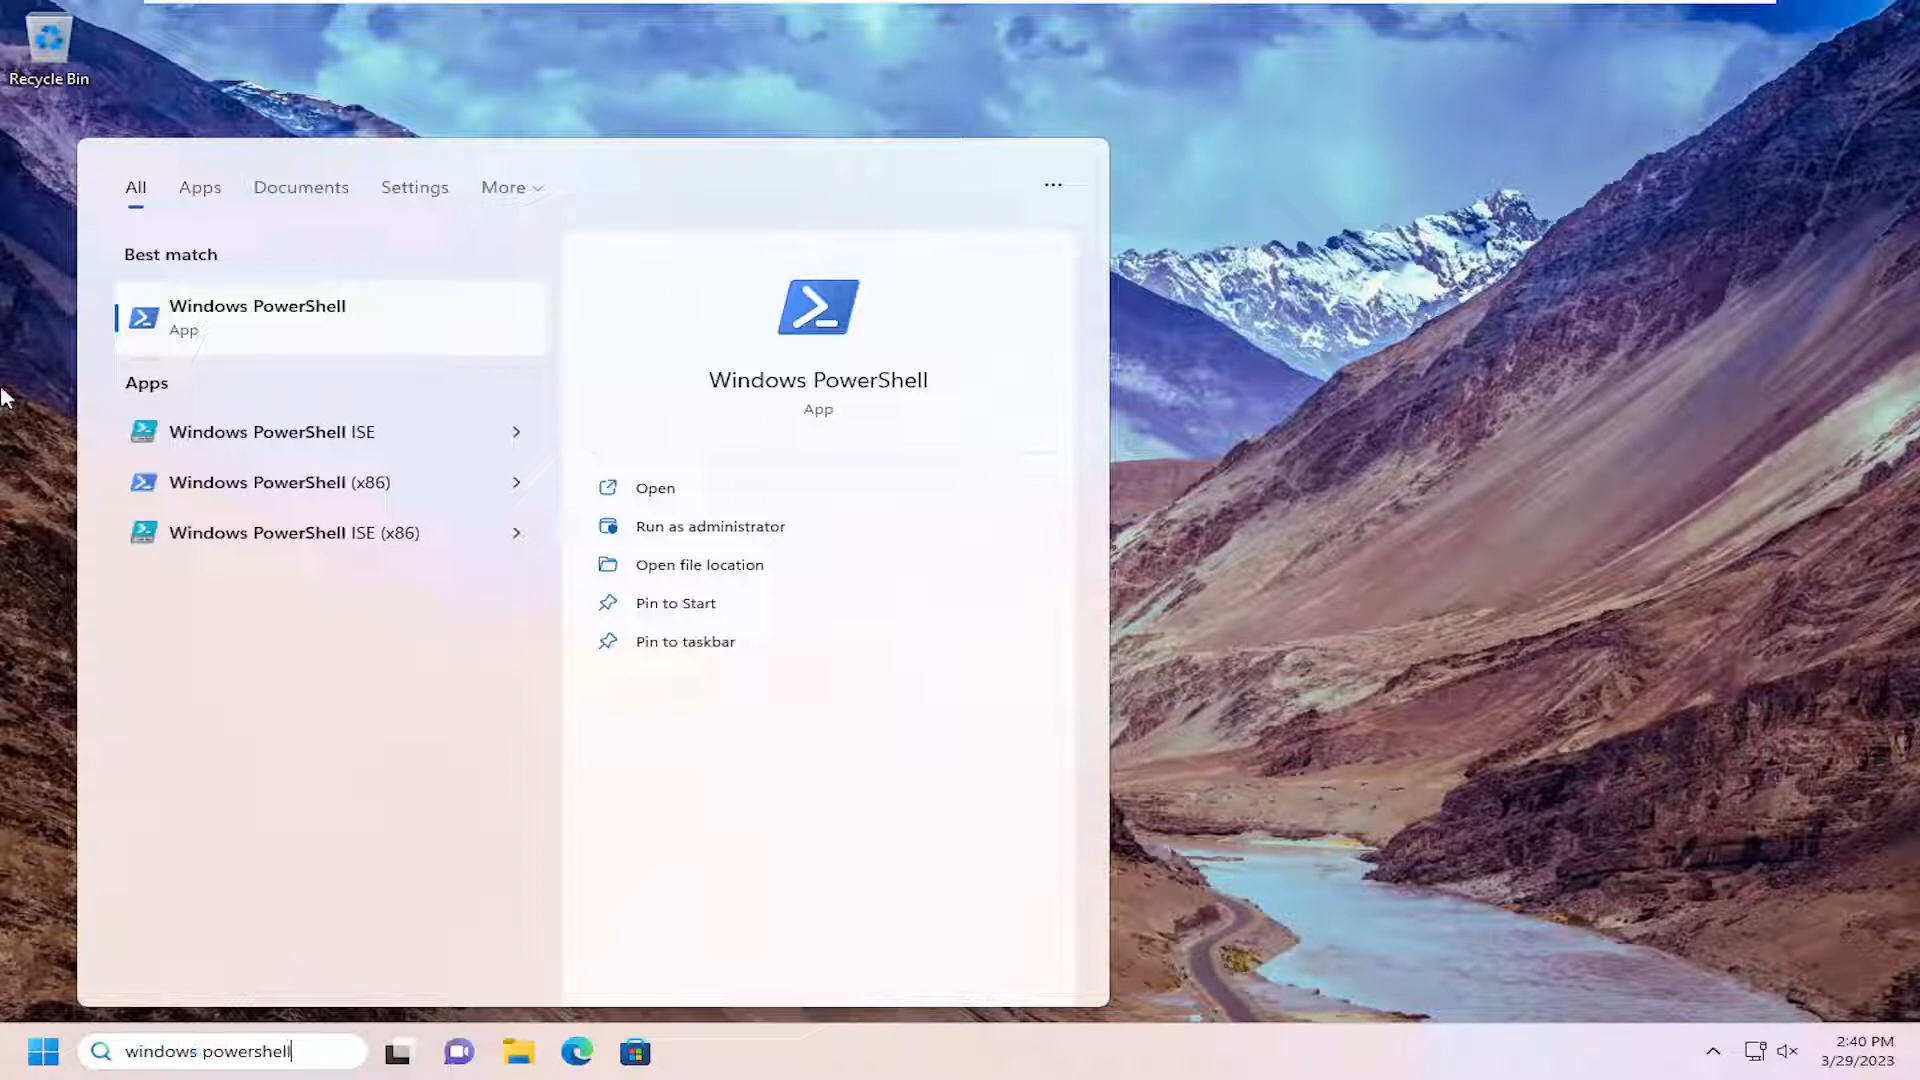 Recycle Bin
All Apps Documents Settings More
Best match
Windows PowerShell
App
Apps
Windows PowerShell ISE
Windows PowerShell (x86)
Windows PowerShell ISE (x86)
Windows PowerShell
App
Open
Run as administrator
Open file location
Pin to Start
Pin to taskbar
windows powershell
2:40 PM
3/29/2023